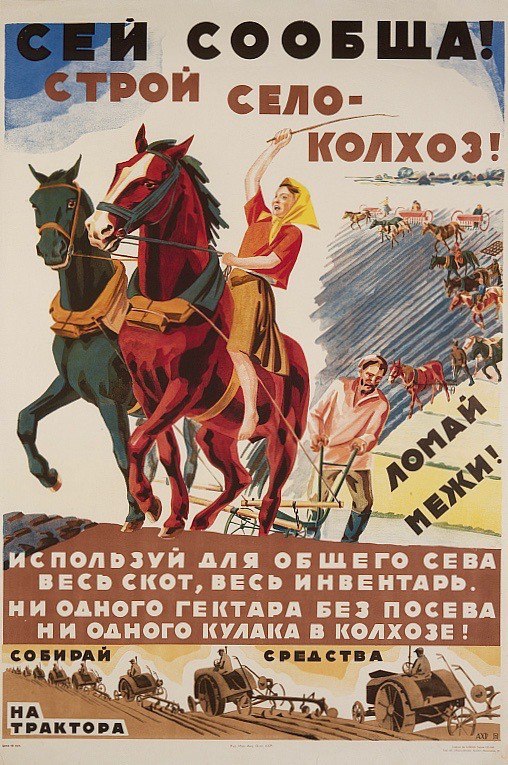 СЕЙ СООБЩА!
СТРОЙ СЕЛО-
КОЛХОЗ!
ЛОМАЙ
МЕЖИ!
ИСПОЛЬЗУЙ ДЛЯ ОБЩЕГО СЕВА
ВЕСЬ СКОТ, ВЕСЬ ИНВЕНТАРЬ.
НИ ОДНОГО ГЕКТАРА БЕЗ ПОСЕВА
НИ ОДНОГО КУЛАКА В КОЛХОЗЕ!
СОБИРАЙ СРЕДСТВА
НА
ТРАКТОРА